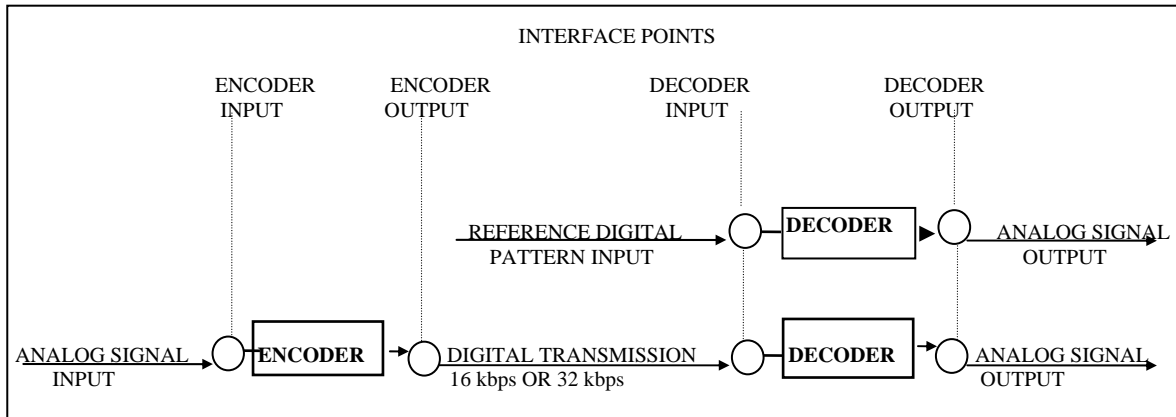 INTERFACE POINTS
ENCODER ENCODER DECODER DECODER
INPUT OUTPUT INPUT OUTPUT
REFERENCE DIGITAL DECODER ANALOG SIGNAL
PATTERN INPUT OUTPUT
ANALOG SIGNAL ENCODER DIGITAL TRANSMISSION DECODER ANALOG SIGNAL
INPUT 16 kbps OR 32 kbps OUTPUT